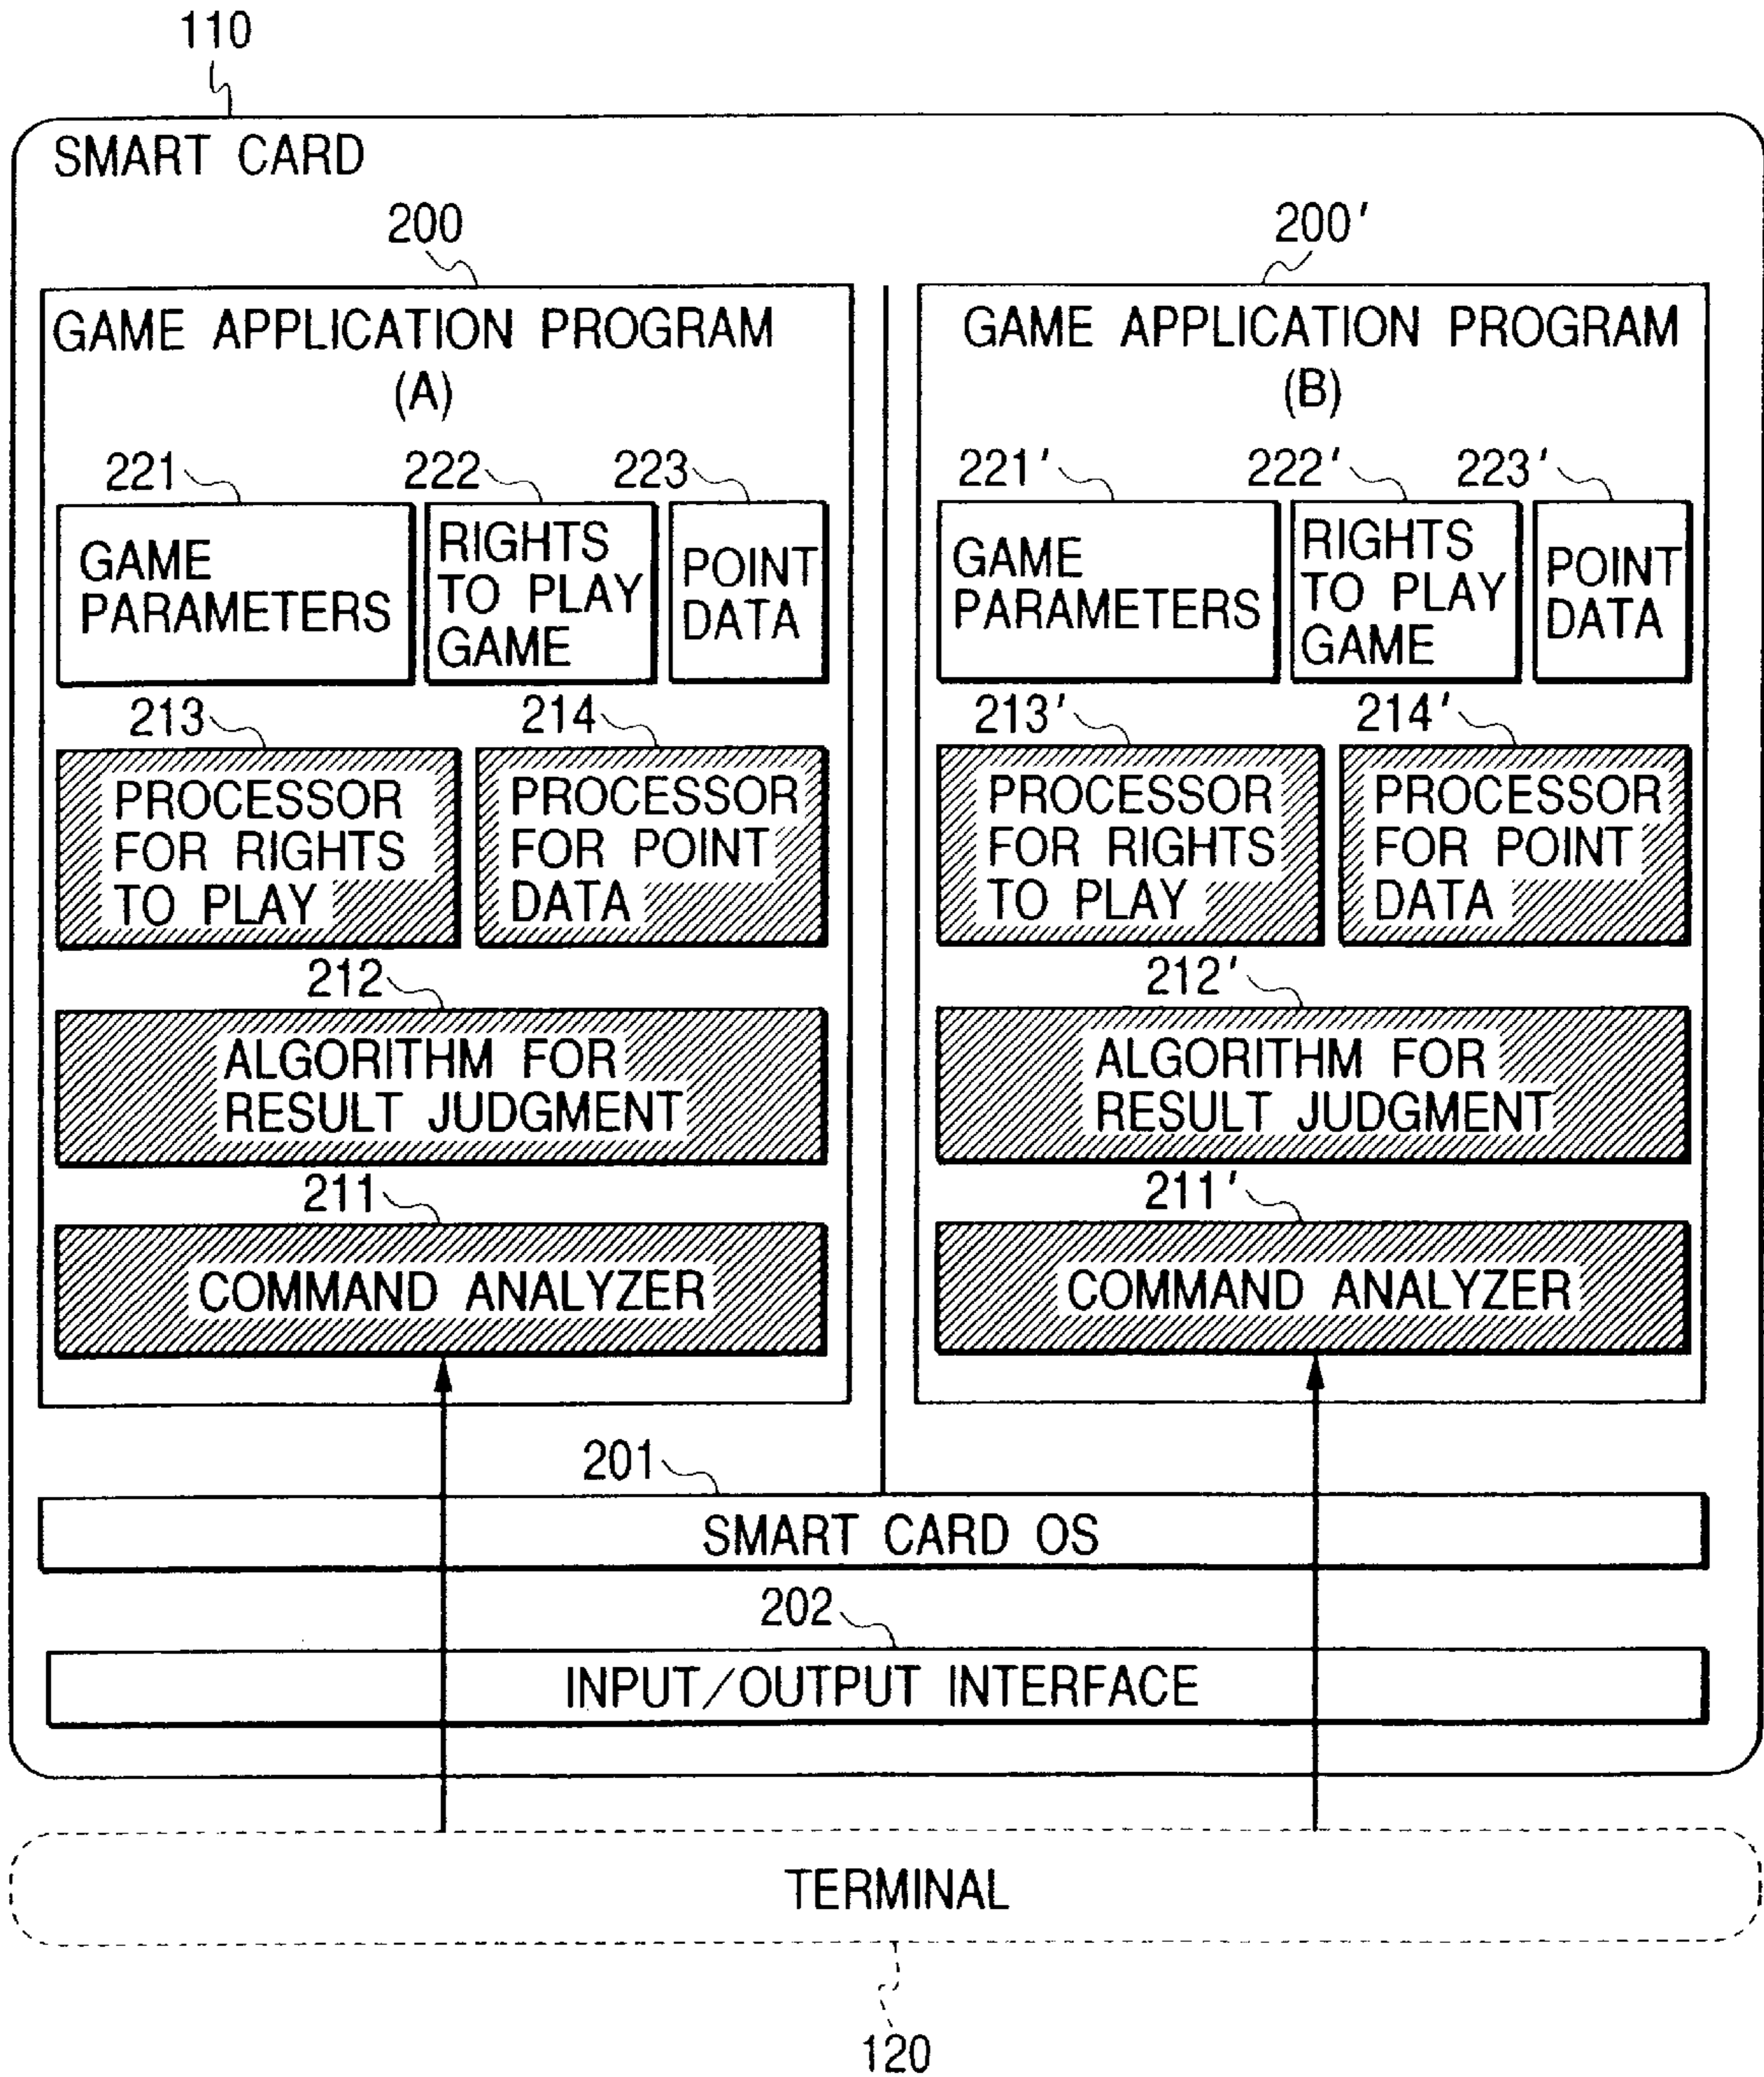 110
SMART CARD
200
GAME APPLICATION PROGRAM
(A)
221
222
223
GAME
PARAMETERS
RIGHTS
TO PLAY
GAME
POINT
DATA
213
214
PROCESSOR
FOR RIGHTS
TO PLAY
PROCESSOR
FOR POINT
DATA
212
ALGORITHM FOR
RESULT JUDGMENT
211
COMMAND ANALYZER
200'
GAME APPLICATION PROGRAM
(B)
221'
222'
223'
GAME
PARAMETERS
RIGHTS
TO PLAY
GAME
POINT
DATA
213'
214'
PROCESSOR
FOR RIGHTS
TO PLAY
PROCESSOR
FOR POINT
DATA
212'
ALGORITHM FOR
RESULT JUDGMENT
211'
COMMAND ANALYZER
201
SMART CARD OS
202
INPUT/OUTPUT INTERFACE
TERMINAL
120